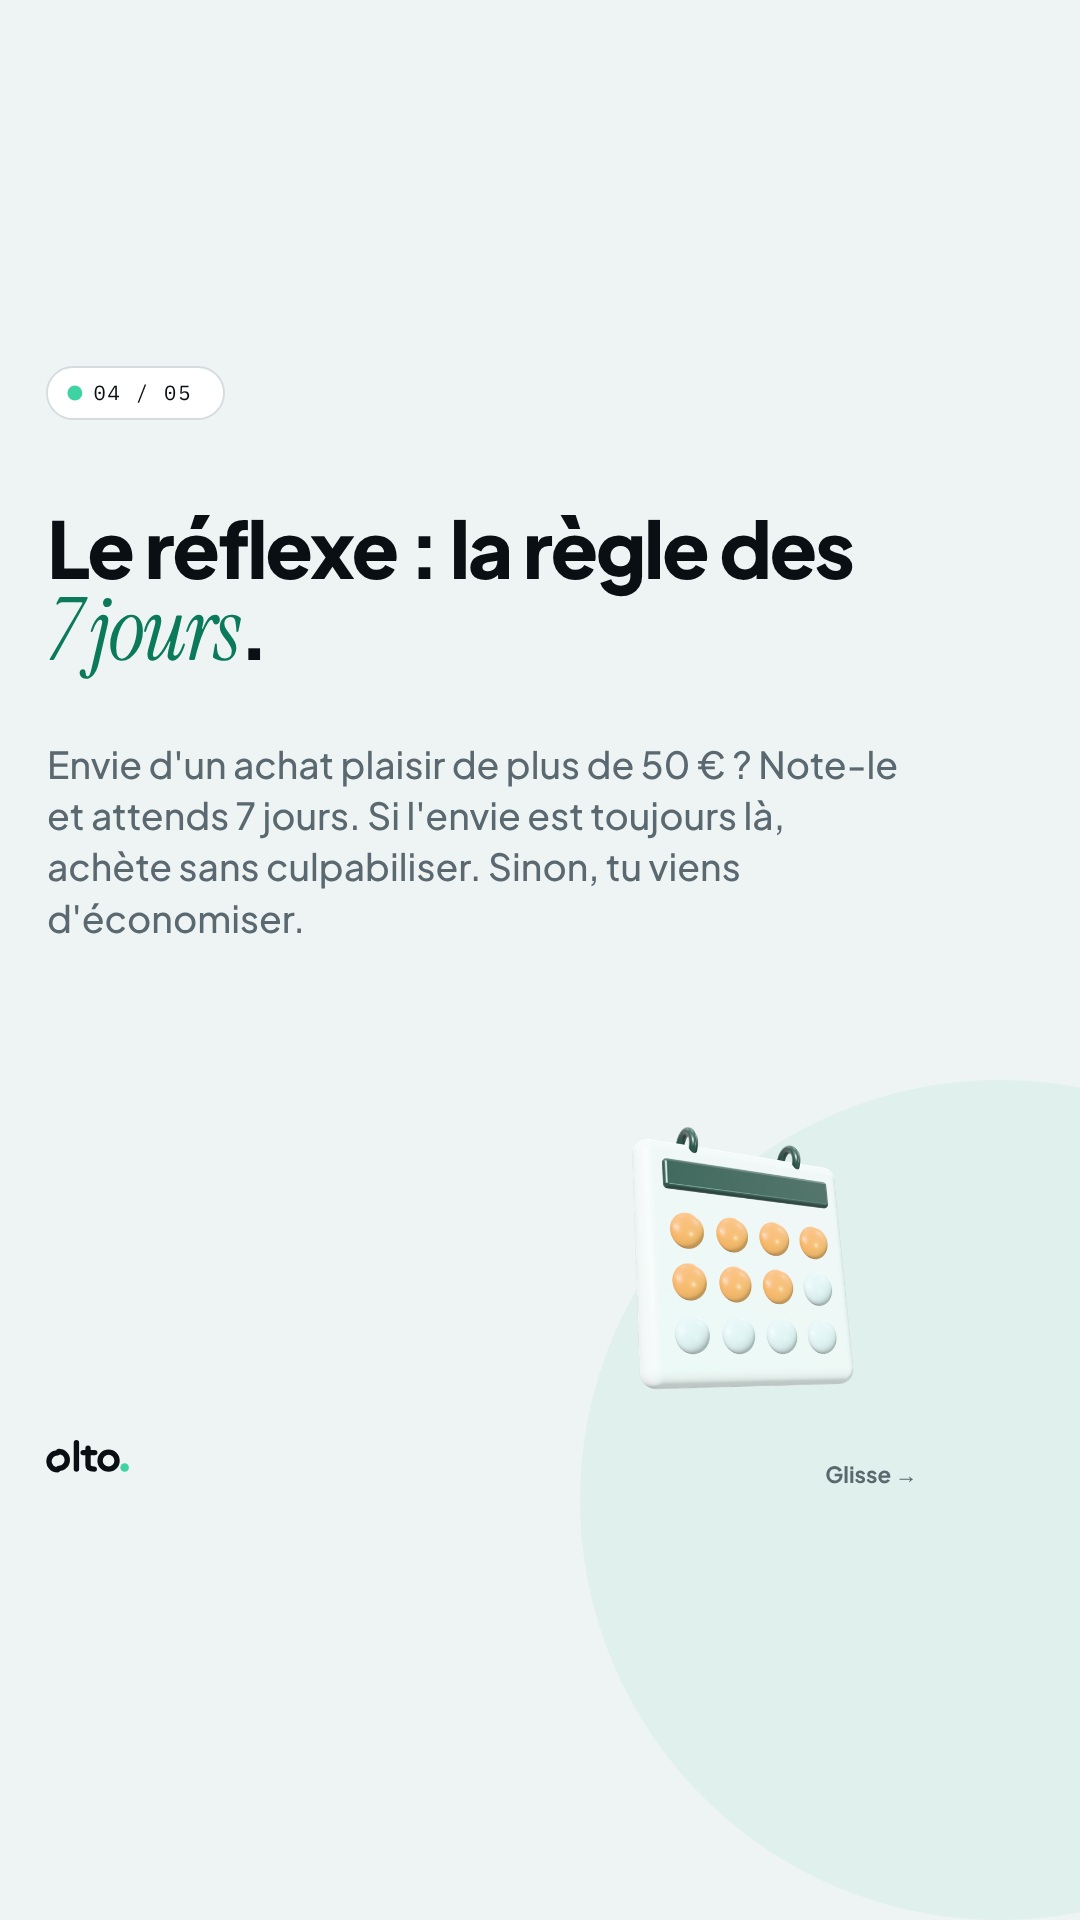 04 / 05
Le réflexe : la règle des
7 jours.
Envie d'un achat plaisir de plus de 50 € ? Note-le
et attends 7 jours. Si l'envie est toujours là,
achète sans culpabiliser. Sinon, tu viens
d'économiser.
olto.
Glisse →